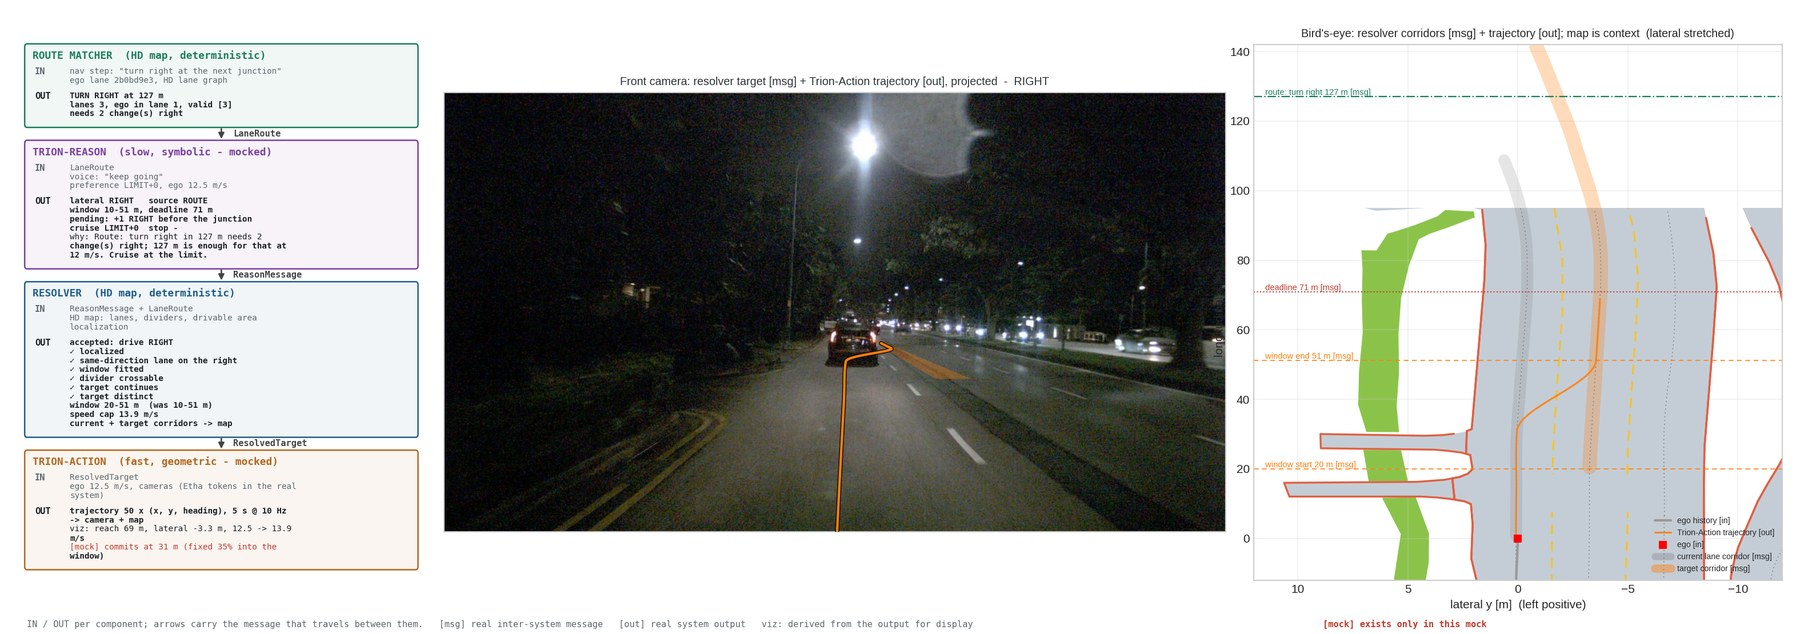 ROUTE MATCHER  (HD map, deterministic)
IN nav step: "turn right at the next junction"
ego lane 2b0bd9e3, HD lane graph
OUT TURN RIGHT at 127 m
lanes 3, ego in lane 1, valid [3]
needs 2 change(s) right
LaneRoute
TRION-REASON  (slow, symbolic - mocked)
IN LaneRoute
voice: "keep going"
preference LIMIT+0, ego 12.5 m/s
OUT lateral RIGHT   source ROUTE
window 10-51 m, deadline 71 m
pending: +1 RIGHT before the junction
cruise LIMIT+0  stop -
why: Route: turn right in 127 m needs 2
change(s) right; 127 m is enough for that at
12 m/s. Cruise at the limit.
ReasonMessage
RESOLVER  (HD map, deterministic)
IN ReasonMessage + LaneRoute
HD map: lanes, dividers, drivable area
localization
OUT accepted: drive RIGHT
✓ localized
✓ same-direction lane on the right
✓ window fitted
✓ divider crossable
✓ target continues
✓ target distinct
window 20-51 m  (was 10-51 m)
speed cap 13.9 m/s
current + target corridors -> map
ResolvedTarget
TRION-ACTION  (fast, geometric - mocked)
IN ResolvedTarget
ego 12.5 m/s, cameras (Etha tokens in the real
system)
OUT trajectory 50 x (x, y, heading), 5 s @ 10 Hz
-> camera + map
viz: reach 69 m, lateral -3.3 m, 12.5 -> 13.9
m/s
[mock] commits at 31 m (fixed 35% into the
window)
Front camera: resolver target [msg] + Trion-Action trajectory [out], projected  -  RIGHT
Bird's-eye: resolver corridors [msg] + trajectory [out]; map is context  (lateral stretched)
140
120
100
80
60
40
20
0
route: turn right 127 m [msg]
deadline 71 m [msg]
window end 51 m [msg]
window start 20 m [msg]
ego history [in]
Trion-Action trajectory [out]
ego [in]
current lane corridor [msg]
target corridor [msg]
10 5 0 −5 −10
lateral y [m]  (left positive)
IN / OUT per component; arrows carry the message that travels between them.   [msg] real inter-system message   [out] real system output   viz: derived from the output for display
[mock] exists only in this mock